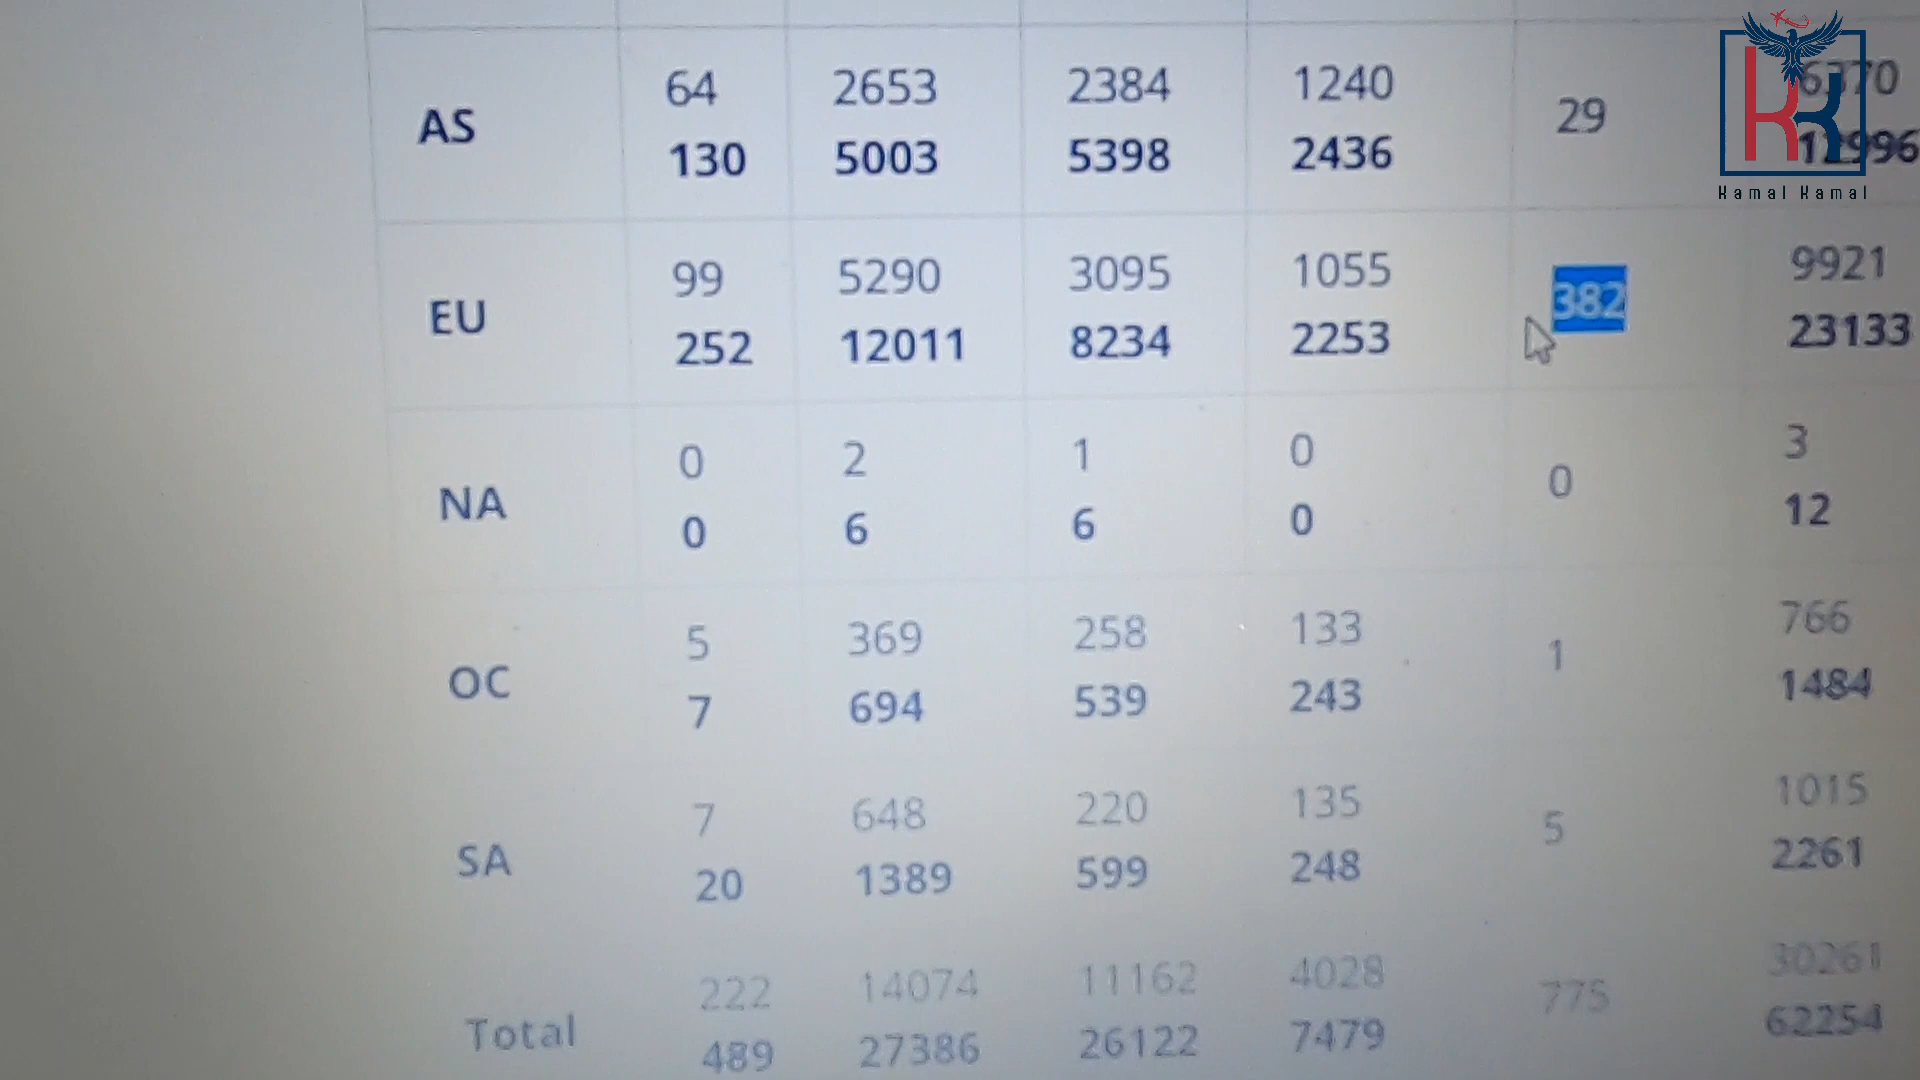 64 2653 2384 1240 6370
AS 29
130 5003 5398 2436 12996
Kamal Kamal
99 5290 3095 1055 9921
EU 382
252 12011 8234 2253 23133
0 2 1 0 3
NA 0
0 6 6 0 12
5 369 258 133 766
OC 1
7 694 539 243 1484
7 648 220 135 1015
SA 5
20 1389 599 248 2261
222 14074 11162 4028 30261
Total 775
489 27386 26122 7479 62254